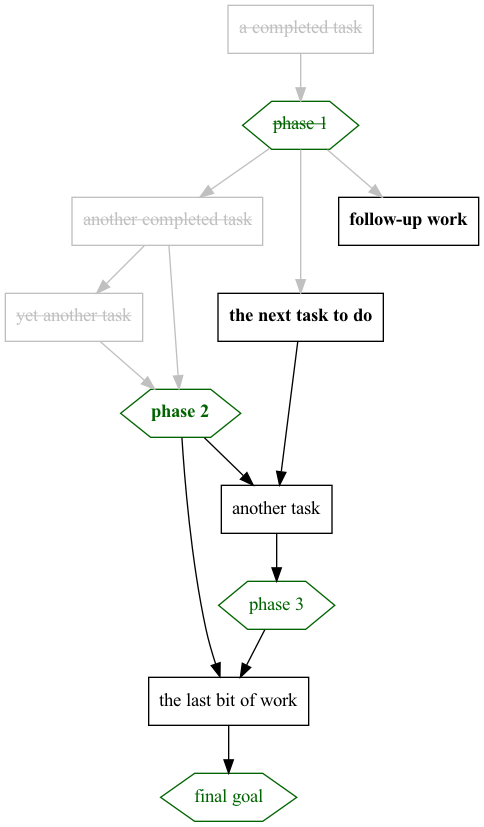 a completed task
phase 1
another completed task
follow-up work
yet another task
the next task to do
phase 2
another task
phase 3
the last bit of work
final goal